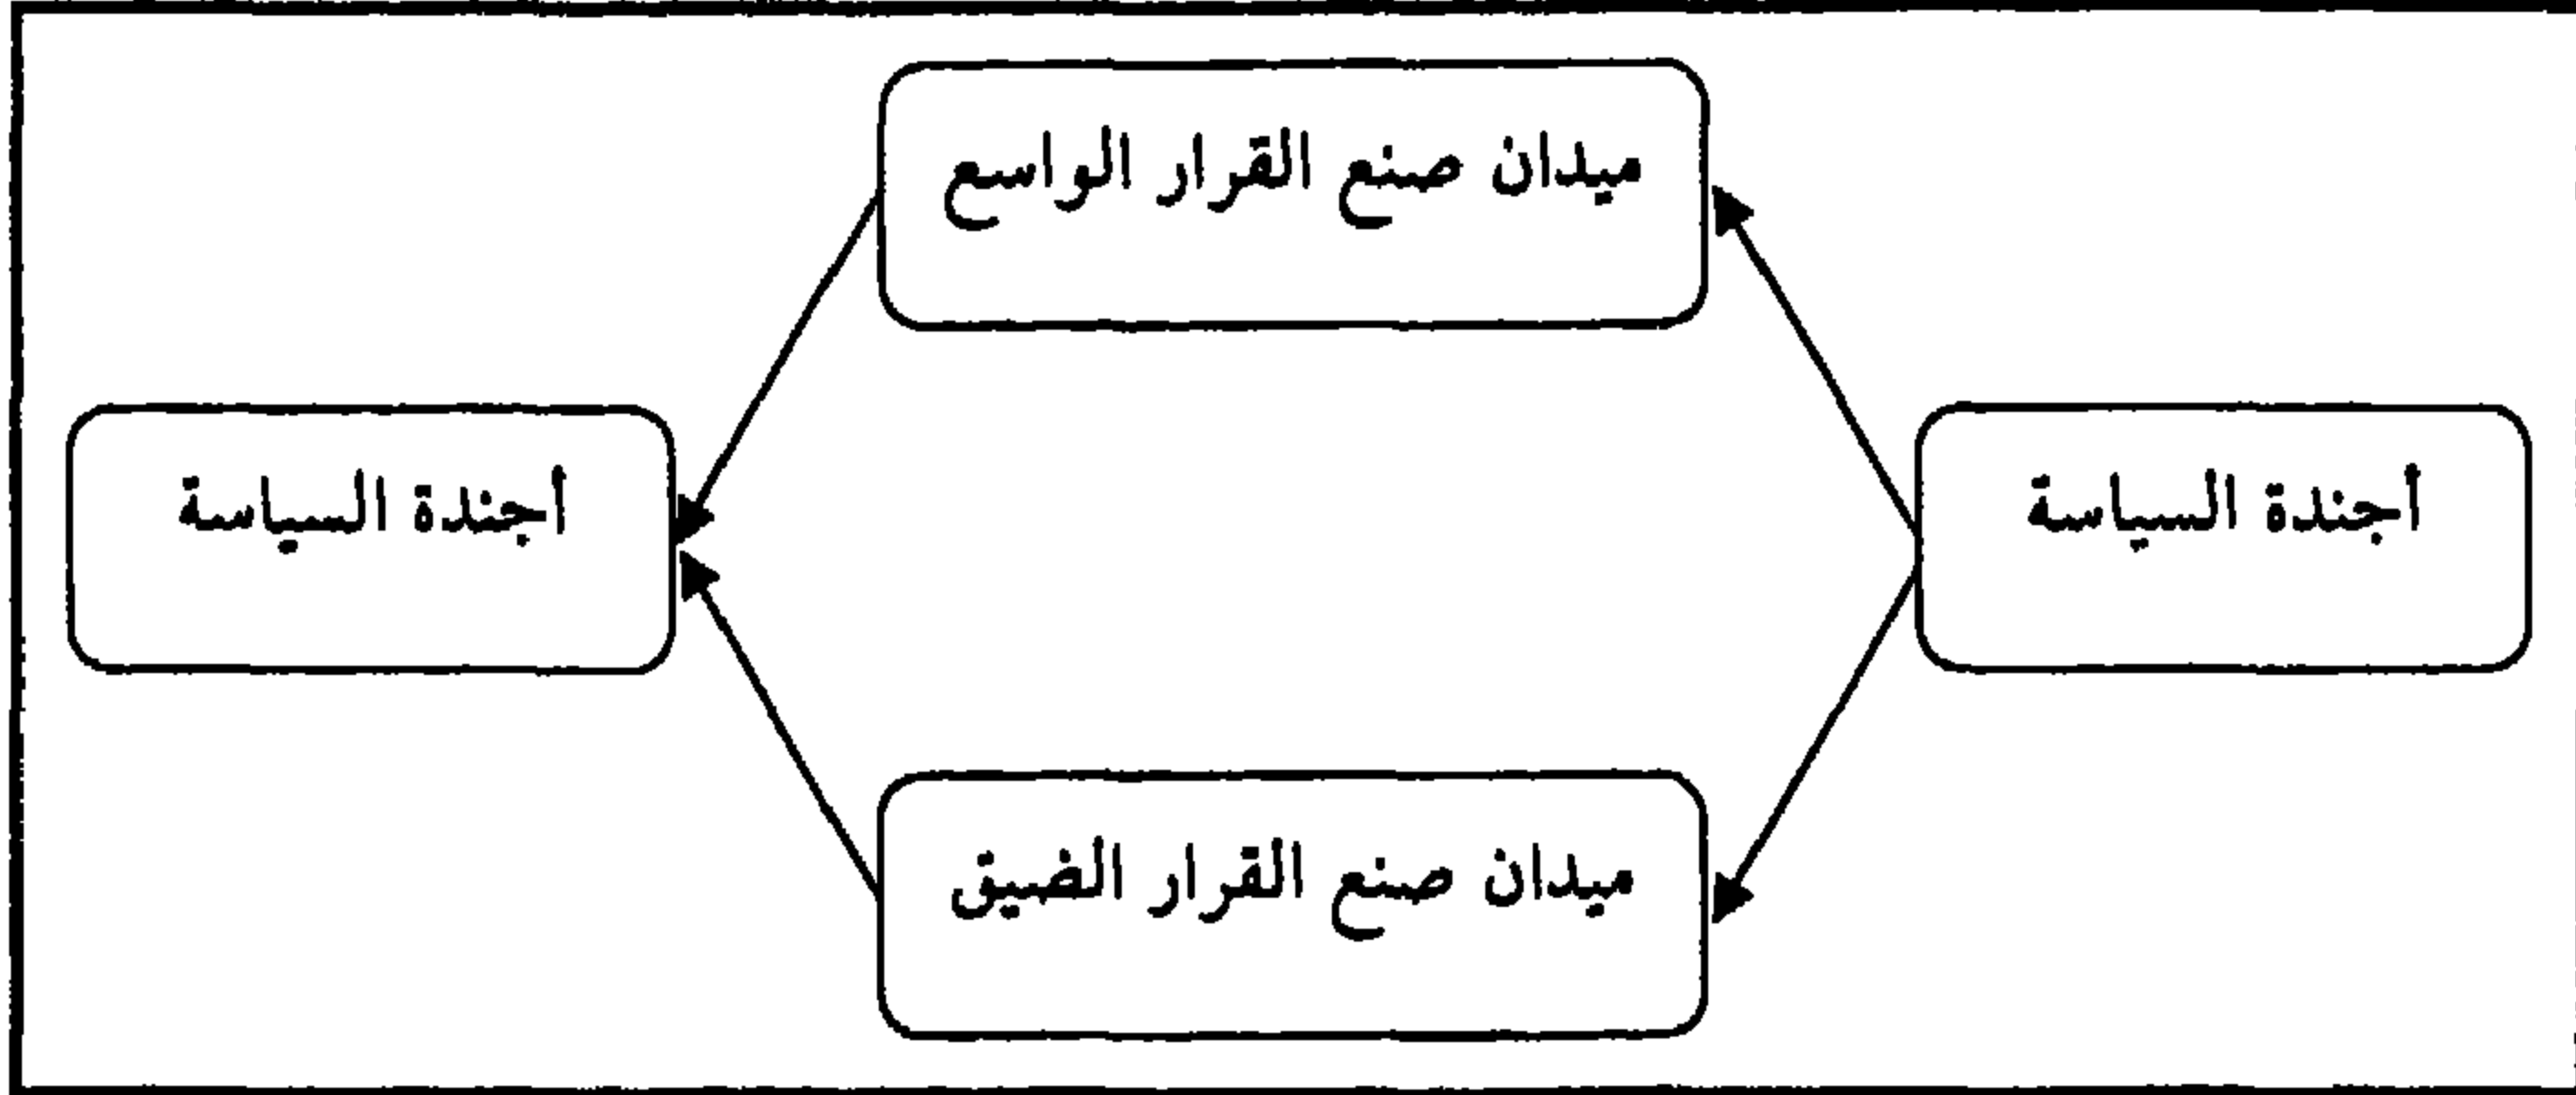 ميدان صنع القرار الواسع
أجندة السياسة
أجندة السياسة
ميدان صنع القرار الضيق